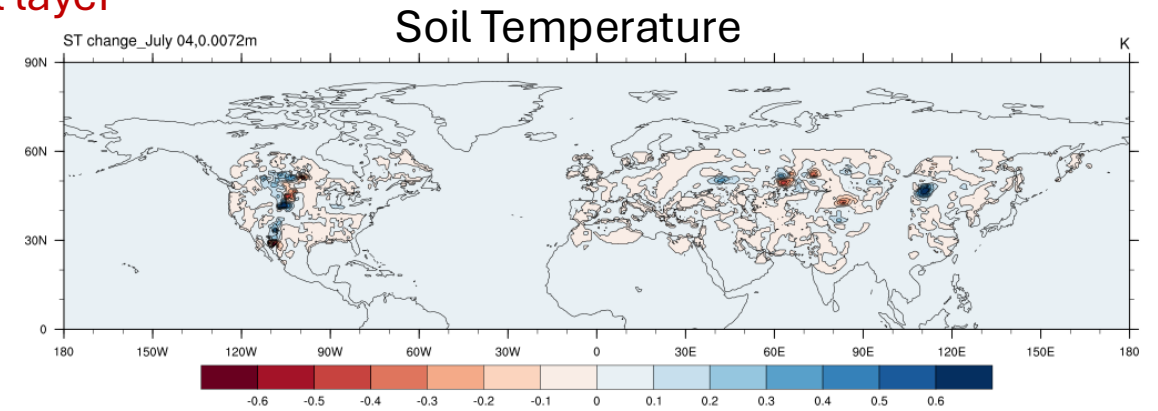 layer
Soil Temperature
ST change_July 04,0.0072m
K
90N
60N
30N
0
180 150W 120W 90W 60W 30W 0 30E 60E 90E 120E 150E 180
-0.6 -0.5 -0.4 -0.3 -0.2 -0.1 0 0.1 0.2 0.3 0.4 0.5 0.6